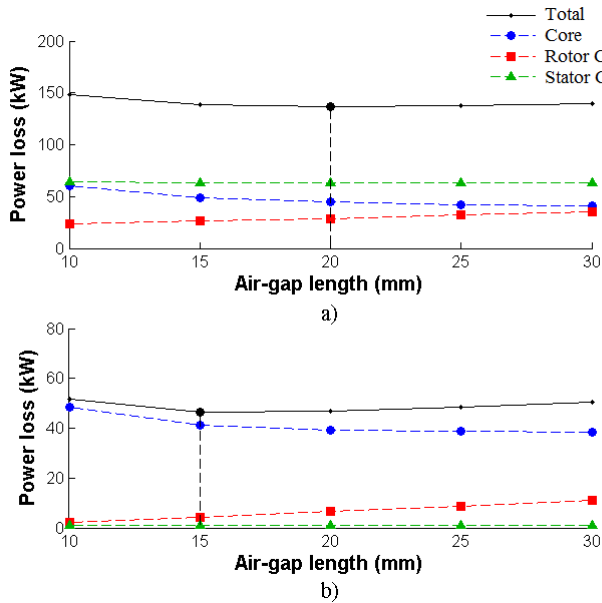 Total
Core
Rotor C
Stator C
200
150
100
50
0
Power loss (kW)
10 15 20 25 30
Air-gap length (mm)
a)
80
60
40
20
0
Power loss (kW)
10 15 20 25 30
Air-gap length (mm)
b)